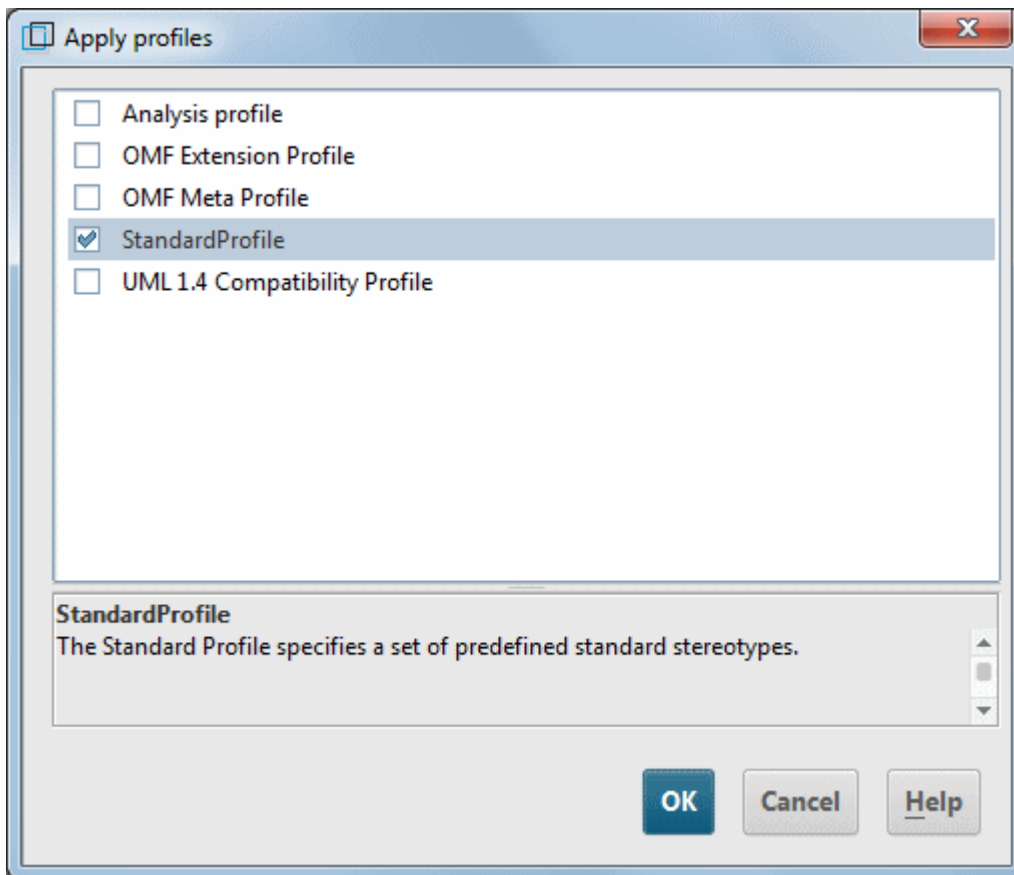 Apply profiles
Analysis profile
OMF Extension Profile
OMF Meta Profile
StandardProfile
UML 1.4 Compatibility Profile
StandardProfile
The Standard Profile specifies a set of predefined standard stereotypes.
OK Cancel Help